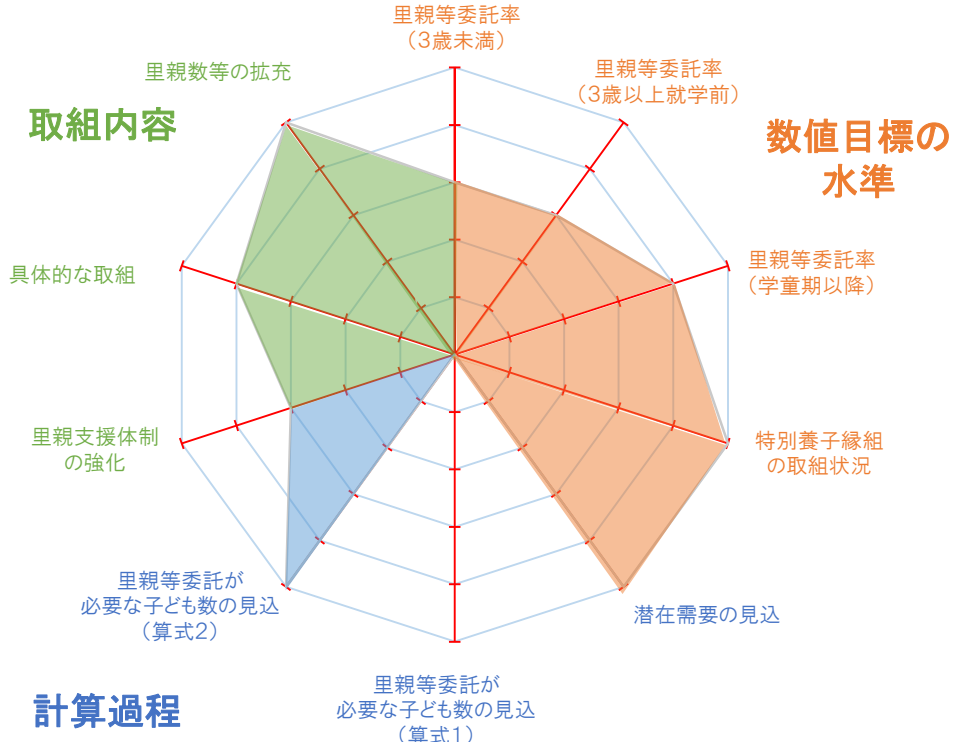 里親等委託率
（3歳未満）
里親等委託率
（3歳以上就学前）
里親数等の拡充
取組内容
数値目標の
水準
里親等委託率
（学童期以降）
具体的な取組
里親支援体制
の強化
特別養子縁組
の取組状況
里親等委託が
必要な子ども数の見込
（算式2）
潜在需要の見込
里親等委託が
必要な子ども数の見込
（算式1）
計算過程